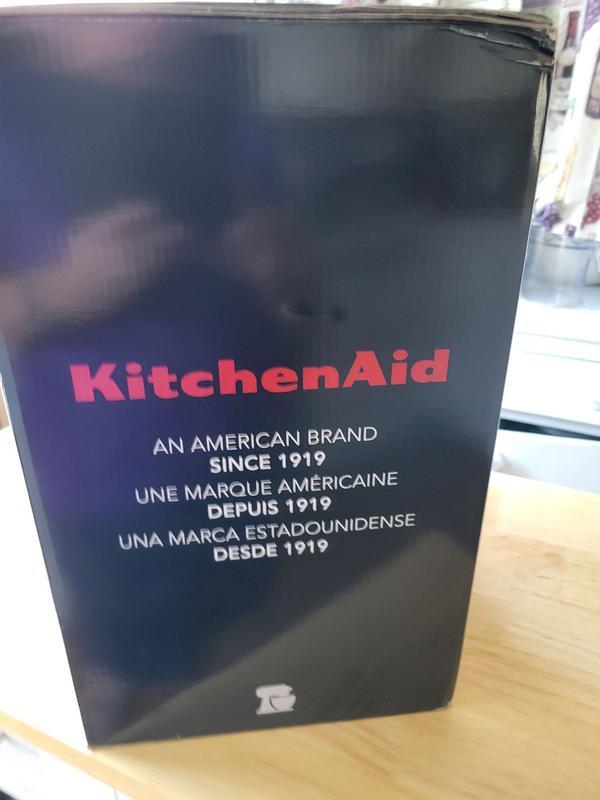 KitchenAid
AN AMERICAN BRAND
SINCE 1919
UNE MARQUE AMÉRICAINE
DEPUIS 1919
UNA MARCA ESTADOUNIDENSE
DESDE 1919